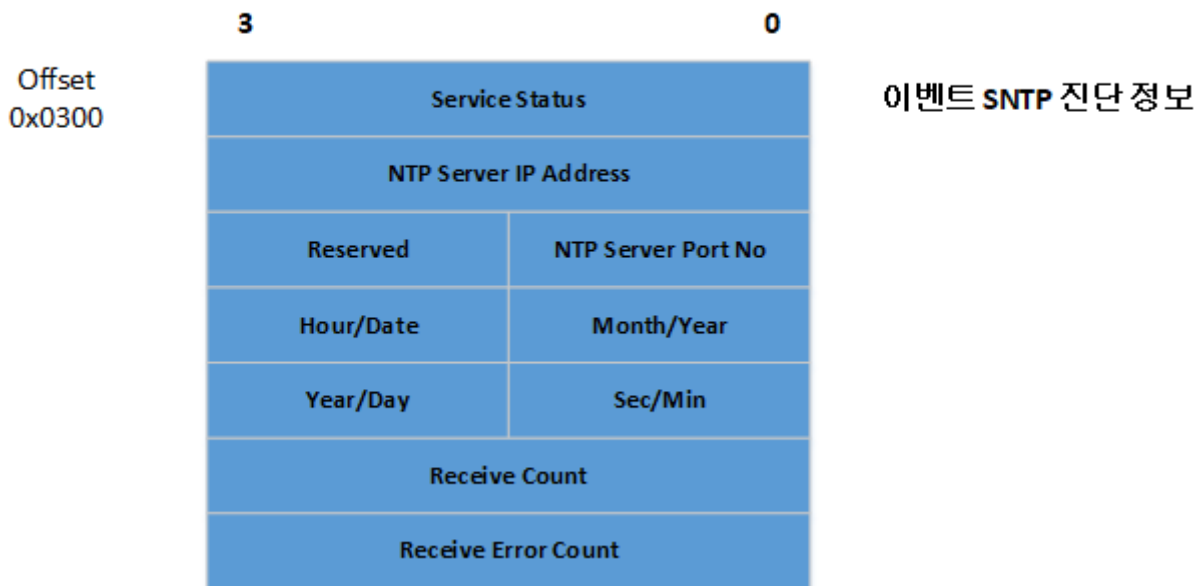 3 0
Offset
0x0300
Service Status
이벤트 SNTP 진단 정보
NTP Server IP Address
Reserved NTP Server Port No
Hour/Date Month/Year
Year/Day Sec/Min
Receive Count
Receive Error Count